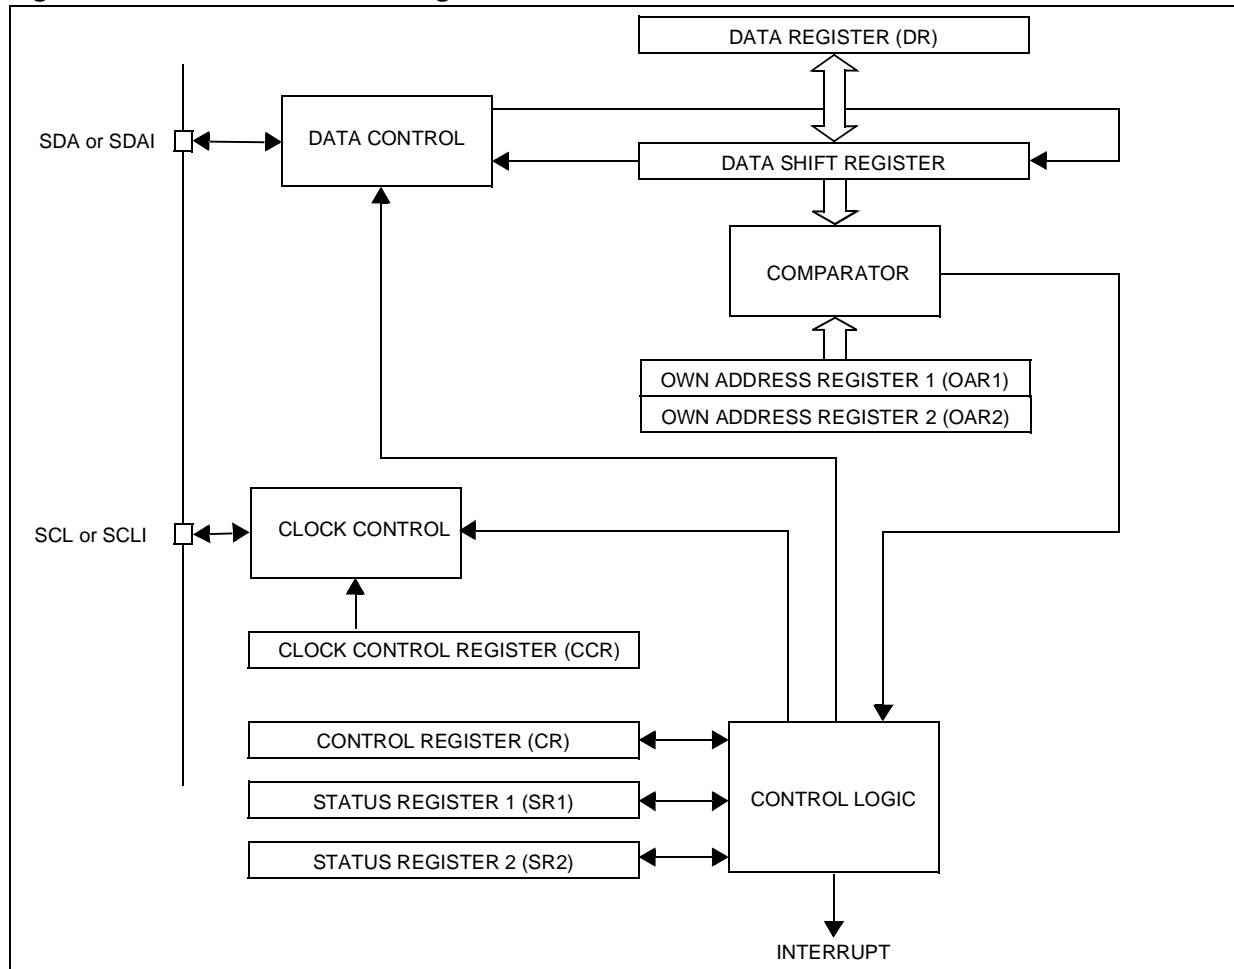 DATA REGISTER (DR)
SDA or SDAI
DATA CONTROL
DATA SHIFT REGISTER
COMPARATOR
OWN ADDRESS REGISTER 1 (OAR1)
OWN ADDRESS REGISTER 2 (OAR2)
SCL or SCLI
CLOCK CONTROL
CLOCK CONTROL REGISTER (CCR)
CONTROL REGISTER (CR)
STATUS REGISTER 1 (SR1)
CONTROL LOGIC
STATUS REGISTER 2 (SR2)
INTERRUPT